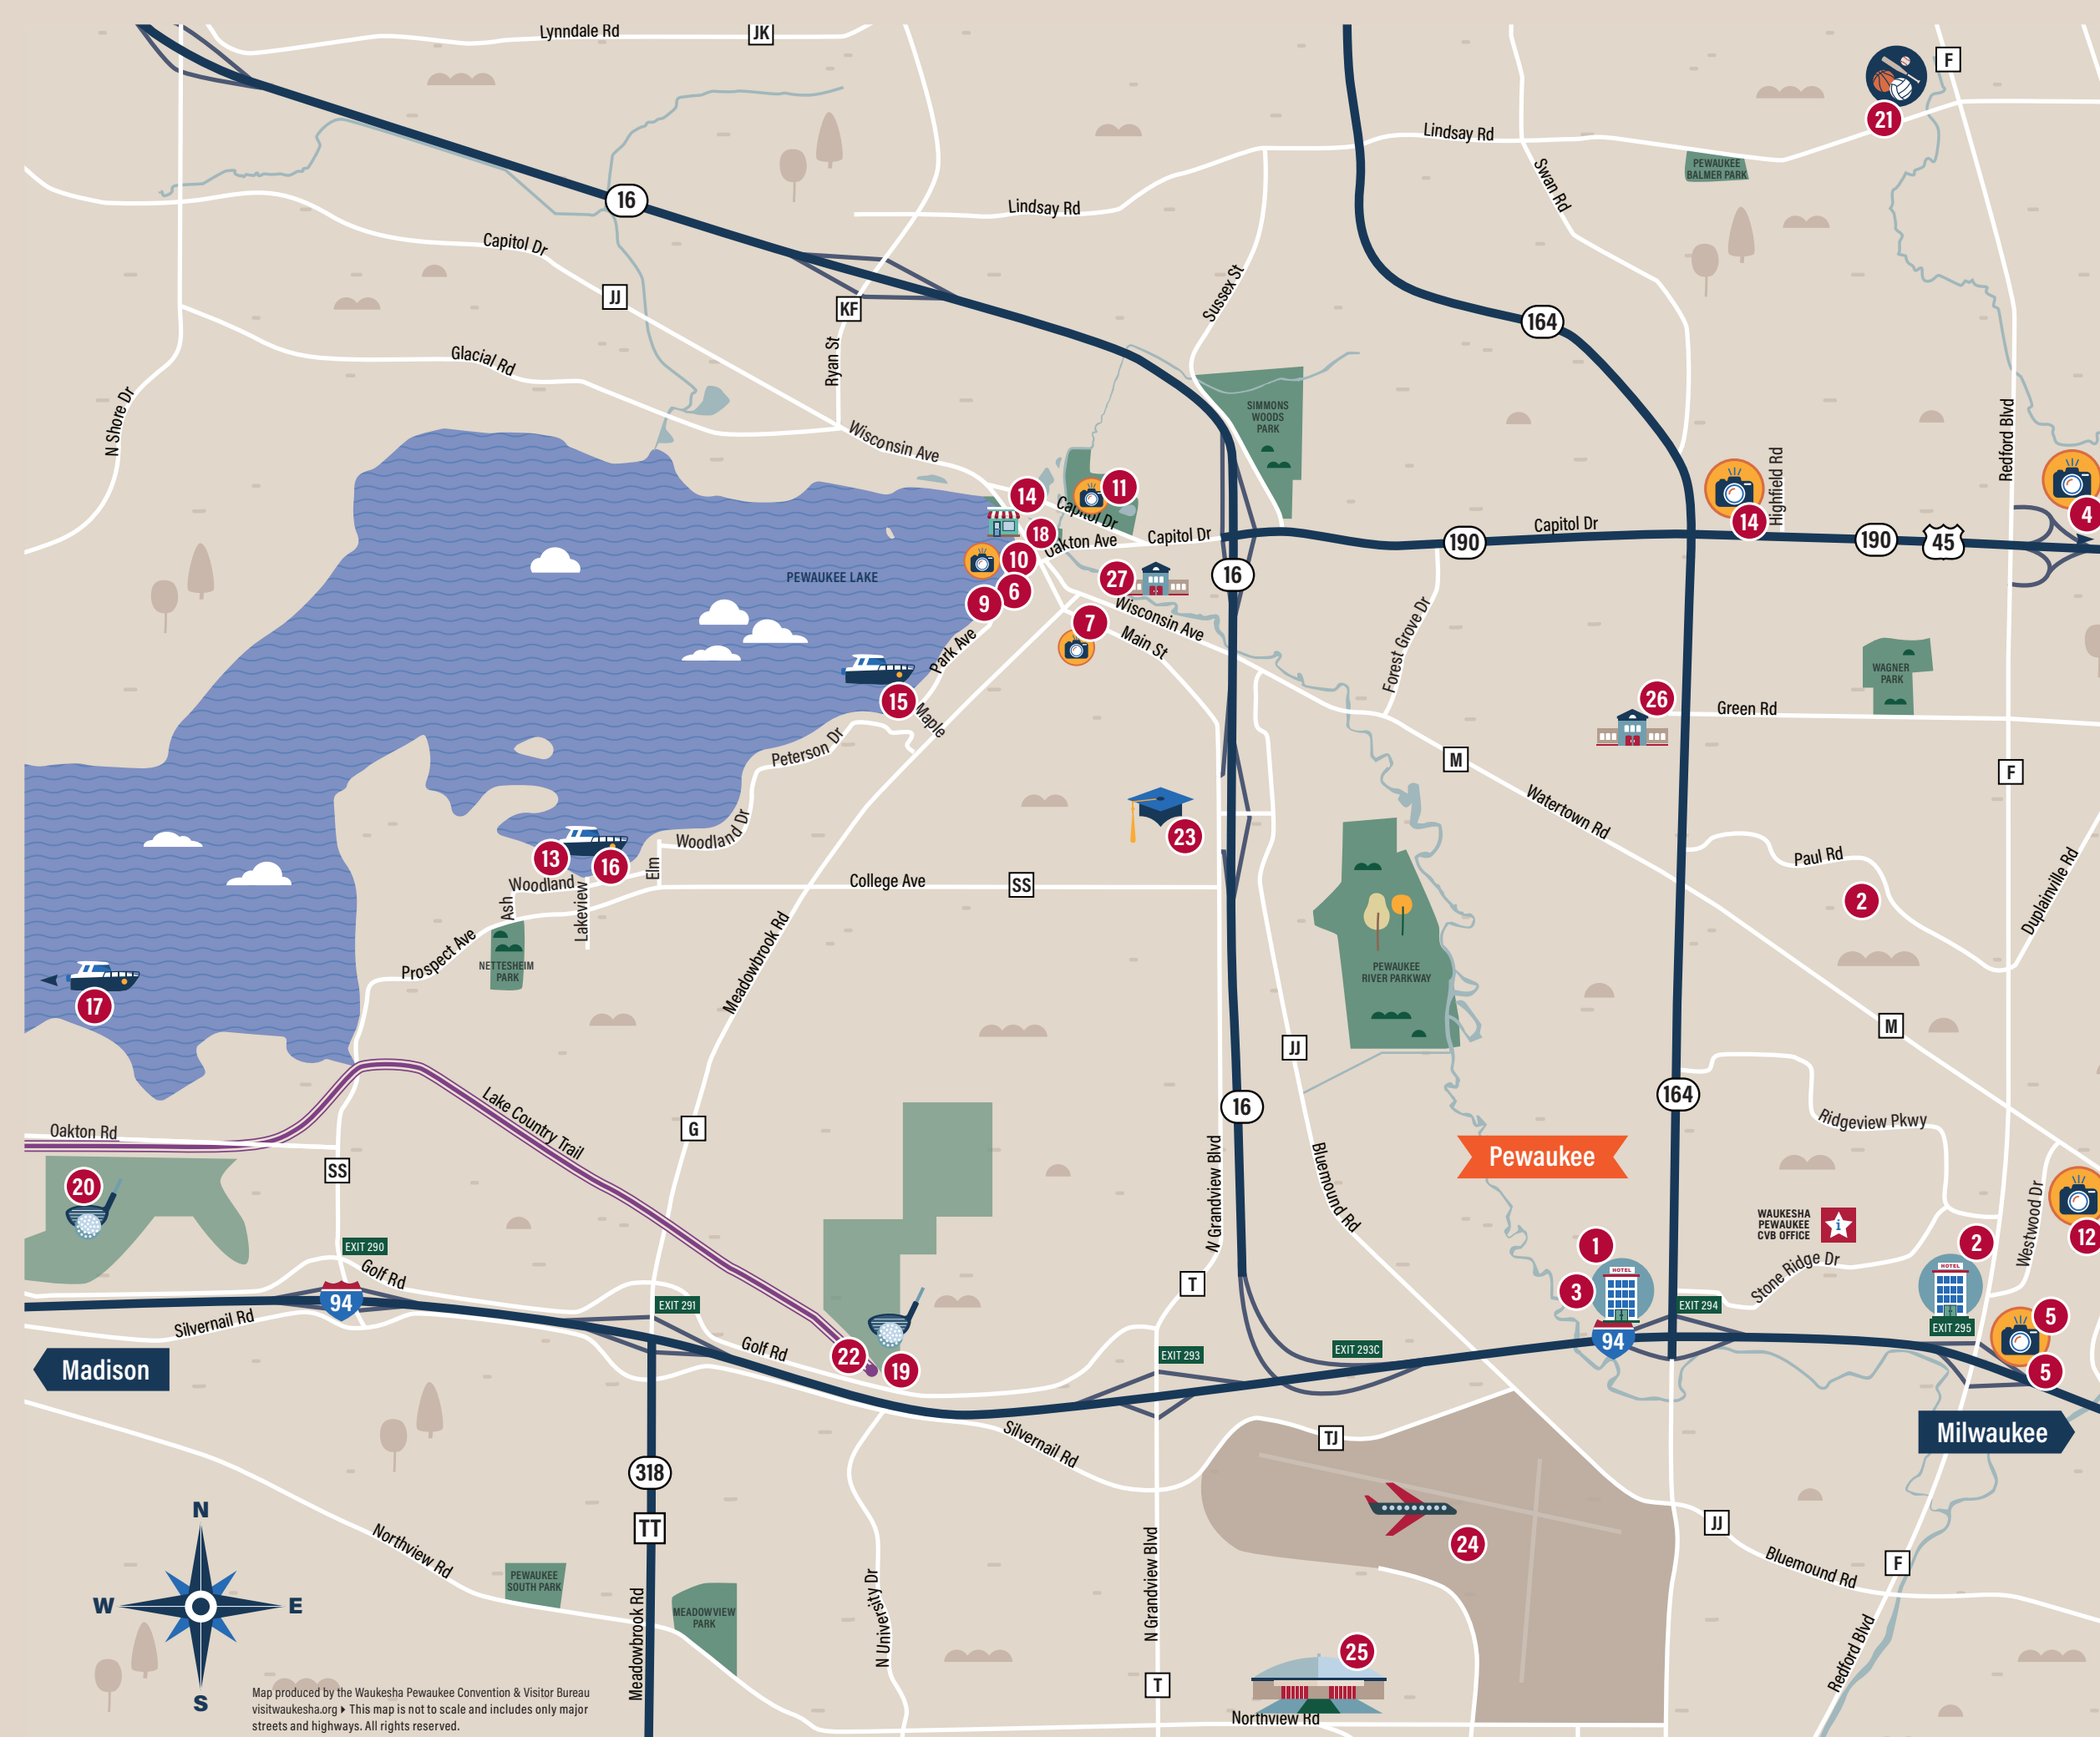 Lynndale Rd
JK
F
21
Lindsay Rd
PEWAUKEE
BALMER PARK
Swan Rd
16
Lindsay Rd
Capitol Dr
JJ
KF
Sussex St
164
Ryan St
Glacial Rd
N Shore Dr
SIMMONS
WOODS
PARK
Redford Blvd
Wisconsin Ave
Highfield Rd
14
11
Capitol Dr
18
Oakton Ave
Capitol Dr
190
Capitol Dr
14
190
45
4
10
PEWAUKEE LAKE
27
16
6
9
7
Wisconsin Ave
Main St
Park Ave
Forest Grove Dr
WAGNER
PARK
15
Maple
26
Green Rd
Peterson Dr
M
F
Watertown Rd
23
Woodland Dr
13
16
Elm
Paul Rd
Woodland
College Ave
SS
2
Duplainville Rd
Ash
Lakeview
Meadowbrook Rd
Prospect Ave
NETTESHEIM
PARK
PEWAUKEE
RIVER PARKWAY
17
M
JJ
164
16
Lake Country Trail
Oakton Rd
G
Ridgeview Pkwy
SS
N Grandview Blvd
Bluemound Rd
Pewaukee
20
Westwood Dr
12
WAUKESHA
PEWAUKEE
CVB OFFICE
i
1
2
EXIT 290
Golf Rd
HOTEL
HOTEL
Stone Ridge Dr
T
3
94
Silvernail Rd
EXIT 291
EXIT 294
EXIT 295
5
94
Golf Rd
22
19
EXIT 293
EXIT 293C
5
Madison
Milwaukee
Silvernail Rd
TJ
318
TT
N
24
JJ
Northview Rd
Bluemound Rd
F
PEWAUKEE
SOUTH PARK
W
E
MEADOWVIEW
PARK
Meadowbrook Rd
N University Dr
N Grandview Blvd
25
Redford Blvd
T
S
Northview Rd
Map produced by the Waukesha Pewaukee Convention & Visitor Bureau
visitwaukesha.org ▸ This map is not to scale and includes only major
streets and highways. All rights reserved.